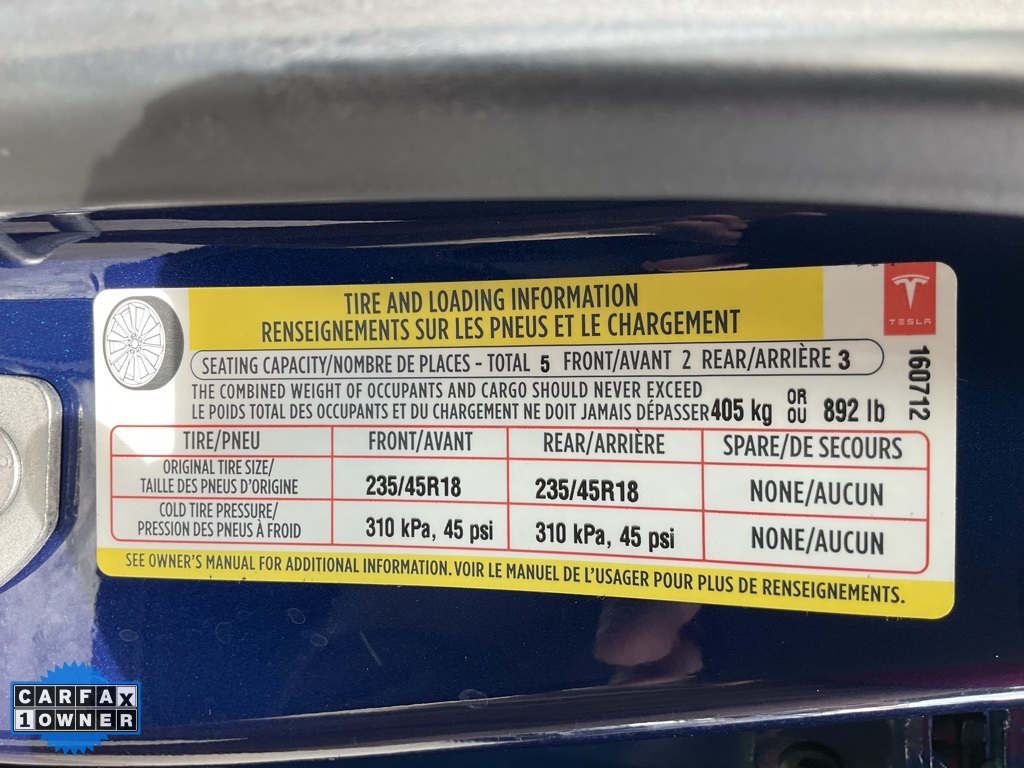 TIRE AND LOADING INFORMATION
RENSEIGNEMENTS SUR LES PNEUS ET LE CHARGEMENT
TESLA
SEATING CAPACITY/NOMBRE DE PLACES - TOTAL 5 FRONT/AVANT 2 REAR/ARRIÈRE 3
THE COMBINED WEIGHT OF OCCUPANTS AND CARGO SHOULD NEVER EXCEED
LE POIDS TOTAL DES OCCUPANTS ET DU CHARGEMENT NE DOIT JAMAIS DÉPASSER 405 kg OR OU 892 lb
160712
TIRE/PNEU FRONT/AVANT REAR/ARRIÈRE SPARE/DE SECOURS
ORIGINAL TIRE SIZE/
TAILLE DES PNEUS D'ORIGINE 235/45R18 235/45R18 NONE/AUCUN
COLD TIRE PRESSURE/
PRESSION DES PNEUS À FROID 310 kPa, 45 psi 310 kPa, 45 psi NONE/AUCUN
SEE OWNER'S MANUAL FOR ADDITIONAL INFORMATION. VOIR LE MANUEL DE L'USAGER POUR PLUS DE RENSEIGNEMENTS.
CARFAX
1 OWNER